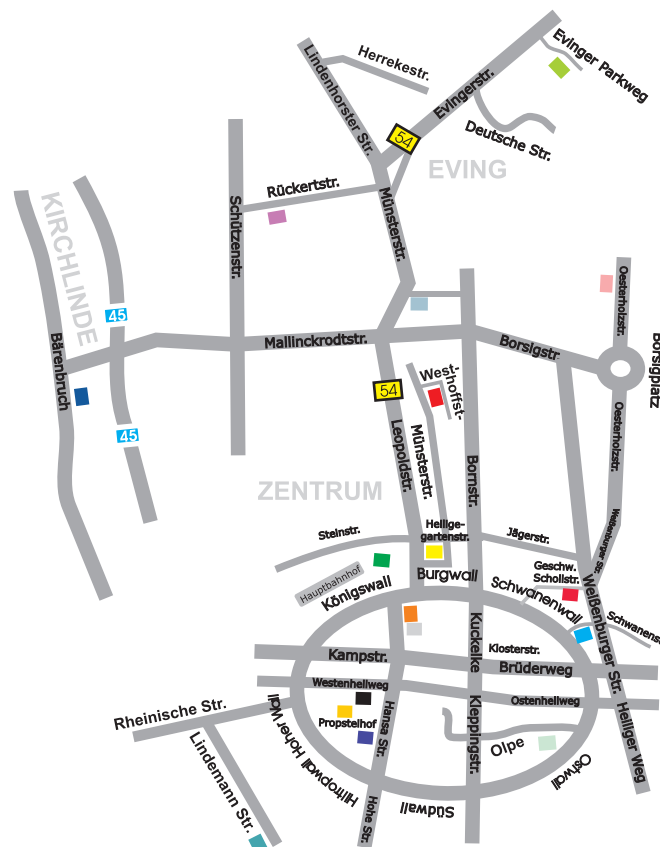 Evinger Parkweg
Lindenhorster Str.
Herrekestr.
Evingerstr.
Deutsche Str.
54
EVING
Rückertstr.
Schützenstr.
Münsterstr.
KIRCHLINDE
45
Bärenbruch
Mallinckrodtstr.
Borsigstr
Oesterholzstr.
Borsigplatz
54
West-
hoffst-
45
Leopoldstr.
Münsterstr.
Bornstr.
Oesterholzstr.
ZENTRUM
Steinstr.
Heilige-
gartenstr.
Jägerstr.
Weißenburger Str.
Hauptbahnhof
Königswall
Burgwall
Geschw.
Schollstr.
Schwanenwall
Weißenburger Str.
Schwanenst
Kuckelke
Klosterstr.
Kampstr.
Brüderweg
Westenhellweg
Ostenhellweg
Rheinische Str.
Hoher Wall
Propsteihof
Hansa Str.
Kleppingstr.
Olpe
Heiliger Weg
Lindemann Str.
Hiltropwall
Südwall
Ostwall
Hohe Str.